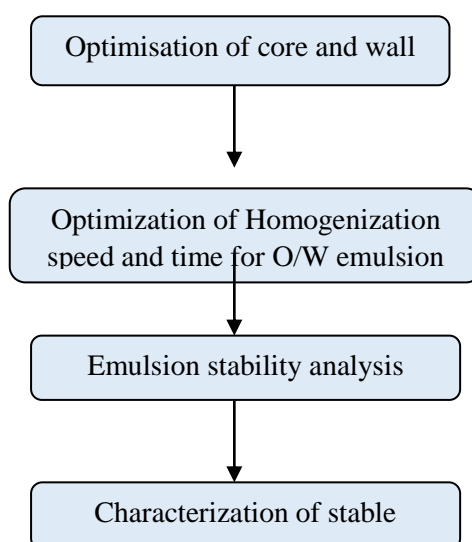 Optimisation of core and wall
Optimization of Homogenization
speed and time for O/W emulsion
Emulsion stability analysis
Characterization of stable